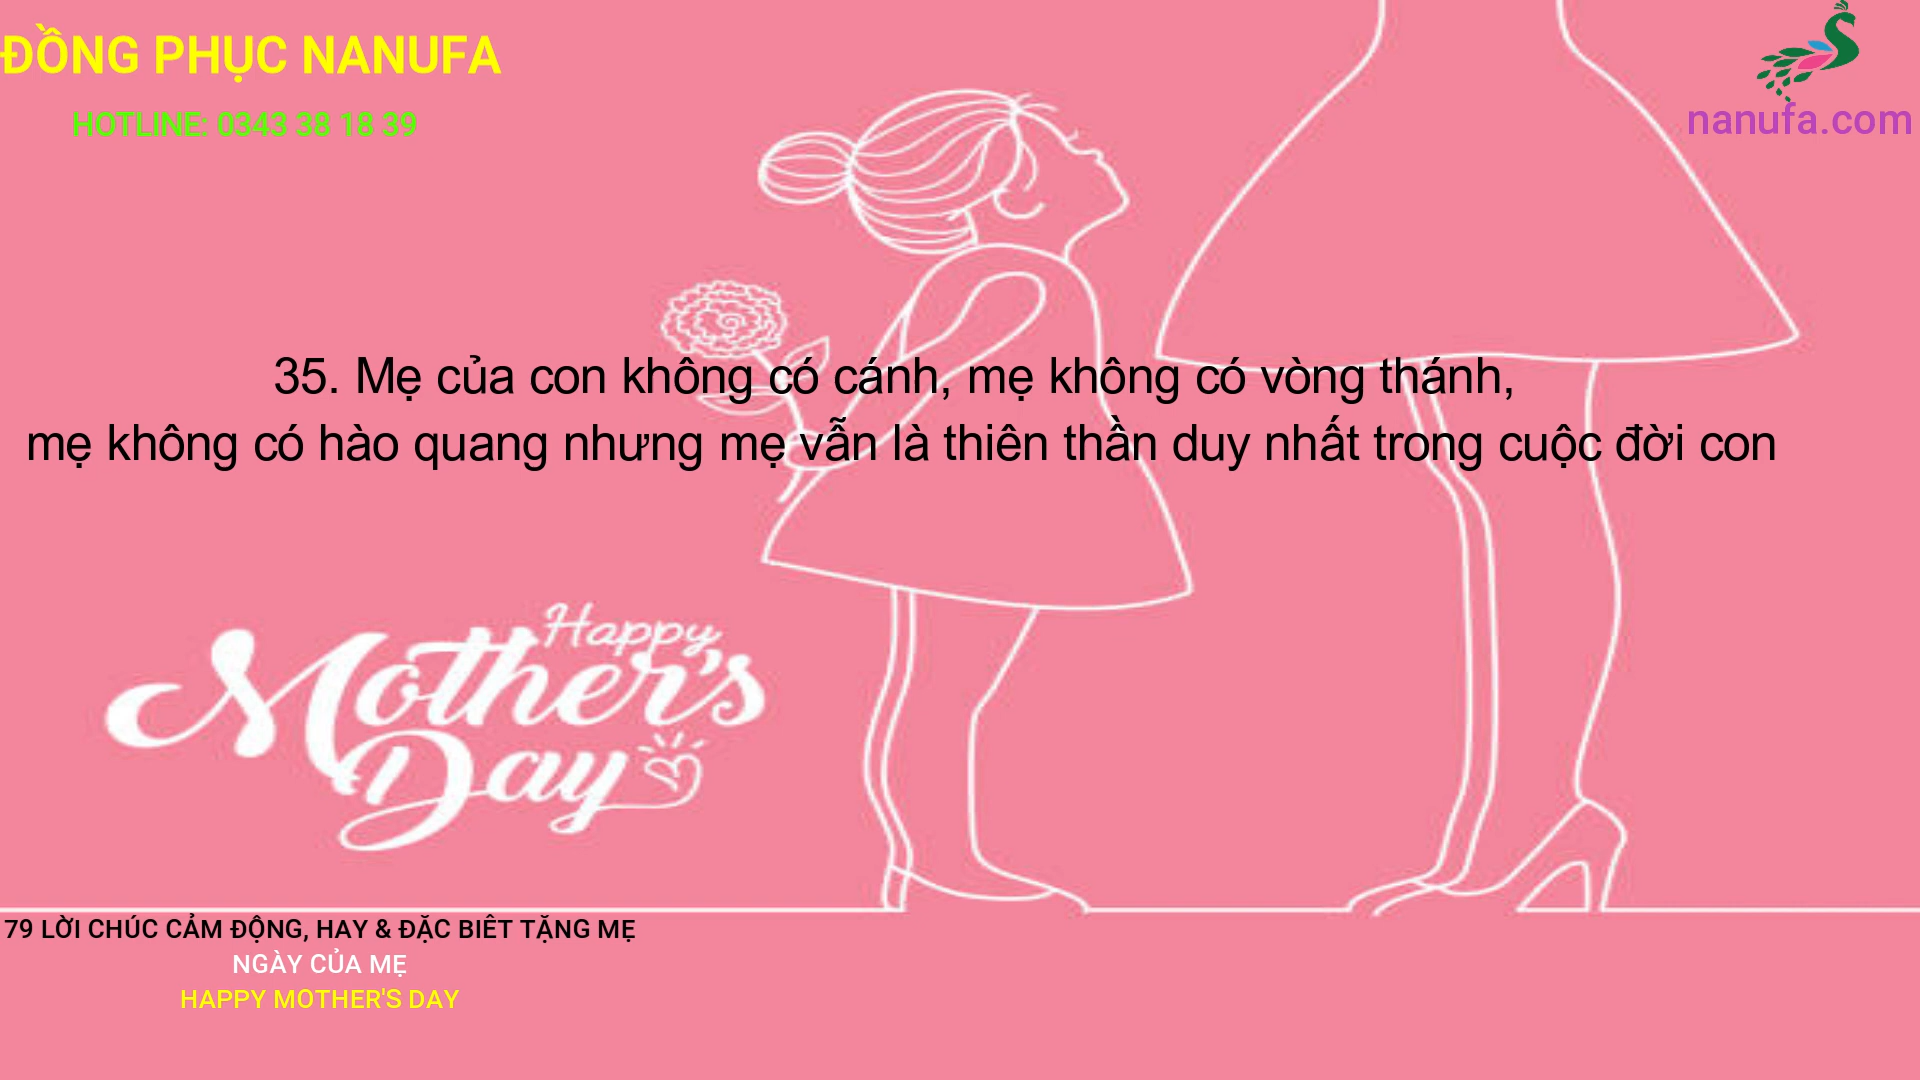 ĐỒNG PHỤC NANUFA
HOTLINE: 0343 38 18 39
nanufa.com
35. Mẹ của con không có cánh, mẹ không có vòng thánh,
mẹ không có hào quang nhưng mẹ vẫn là thiên thần duy nhất trong cuộc đời con
Happy
Mother's
Day
79 LỜI CHÚC CẢM ĐỘNG, HAY & ĐẶC BIÊT TẶNG MẸ
NGÀY CỦA MẸ
HAPPY MOTHER'S DAY